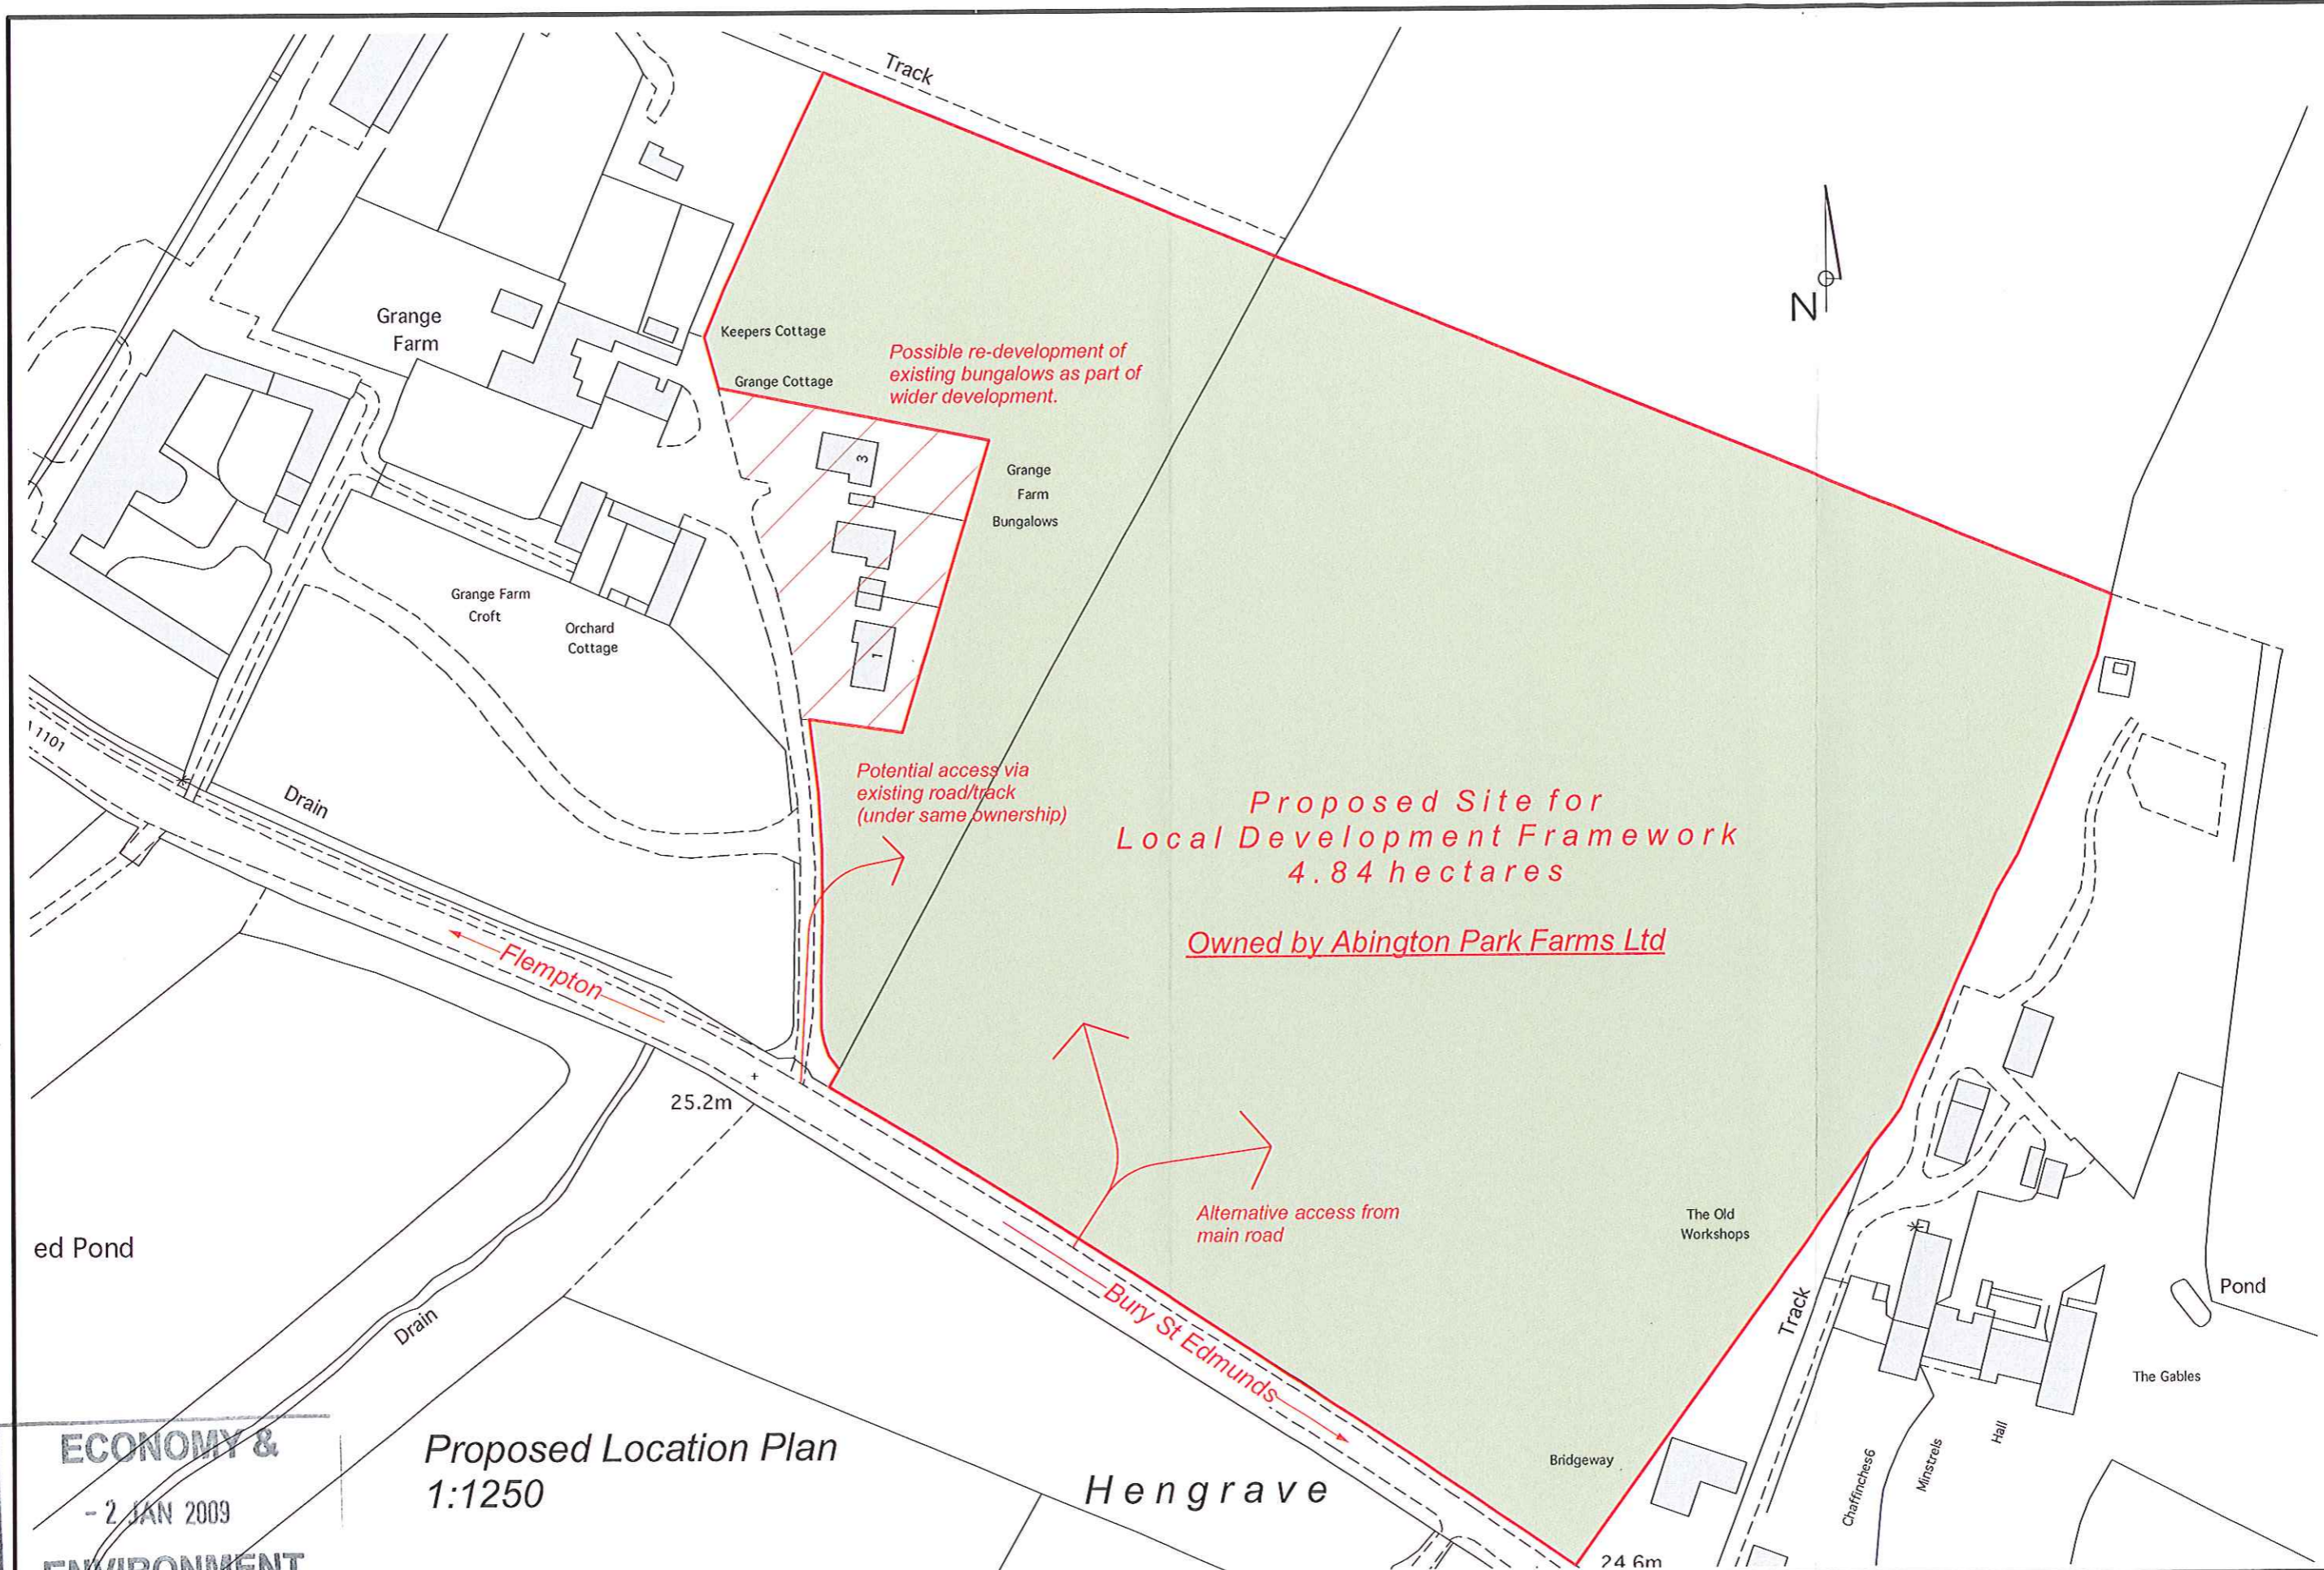 Track
N
Grange
Farm
Keepers Cottage
Grange Cottage
Possible re-development of
existing bungalows as part of
wider development.
3
Grange
Farm
Bungalows
1
Grange Farm
Croft
Orchard
Cottage
1101
Drain
Potential access via
existing road/track
(under same ownership)
Proposed Site for
Local Development Framework
4.84 hectares
Owned by Abington Park Farms Ltd
Flempton
25.2m
Alternative access from
main road
The Old
Workshops
ed Pond
Drain
Bury St Edmunds
Track
Pond
The Gables
Bridgeway
Chaffinches6
Minstrels
Hall
24.6m
Hengrave
Proposed Location Plan
1:1250
ECONOMY &
- 2 JAN 2009
ENVIRONMENT